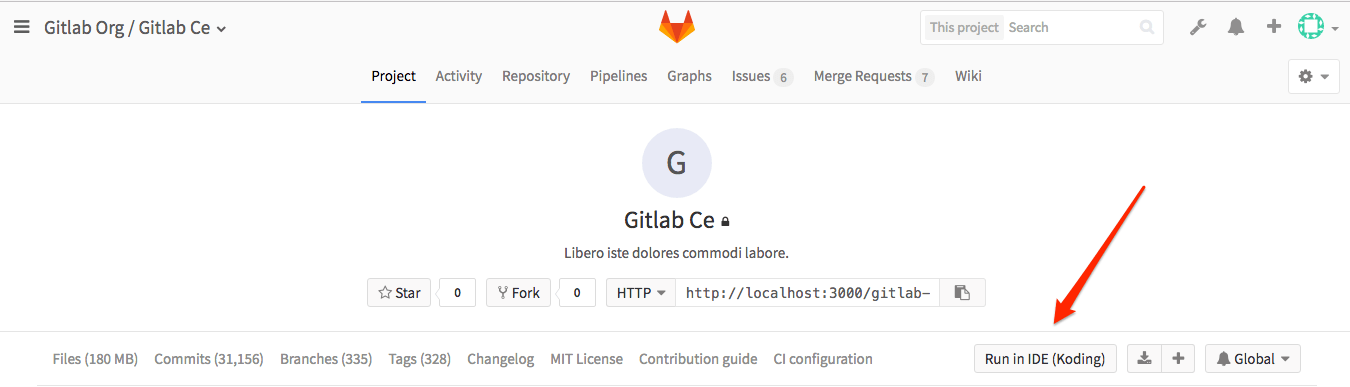 Gitlab Org / Gitlab Ce
This project Search
Project Activity Repository Pipelines Graphs Issues 6 Merge Requests 7 Wiki
G
Gitlab Ce
Libero iste dolores commodi labore.
Star 0 Fork 0 HTTP http://localhost:3000/gitlab-
Files (180 MB) Commits (31,156) Branches (335) Tags (328) Changelog MIT License Contribution guide CI configuration Run in IDE (Koding) Global